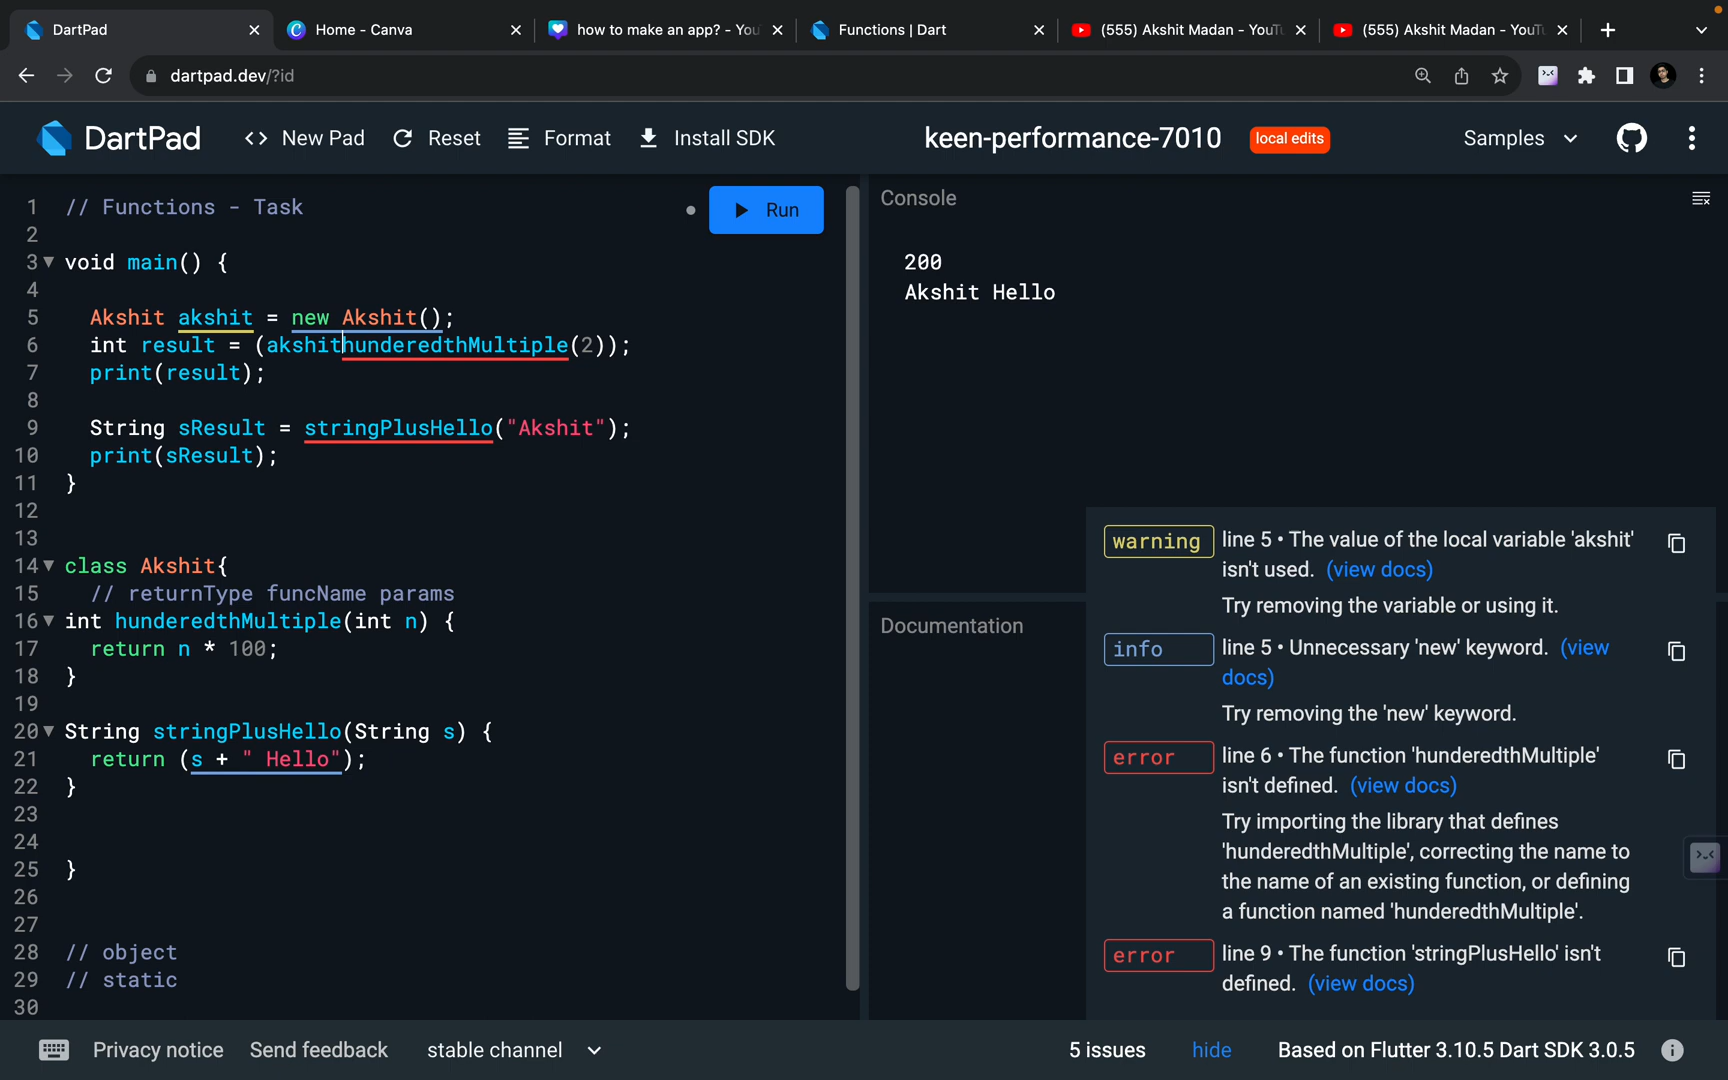 DartPad
Home - Canva
how to make an app? - You
Functions | Dart
(555) Akshit Madan - YouTu
(555) Akshit Madan - YouTu
dartpad.dev/?id
DartPad
<> New Pad
Reset
Format
Install SDK
keen-performance-7010
local edits
Samples
Run
1 // Functions - Task
2
3 void main() {
4
5 Akshit akshit = new Akshit();
6 int result = (akshithunderedthMultiple(2));
7 print(result);
8
9 String sResult = stringPlusHello("Akshit");
10 print(sResult);
11 }
12
13
14 class Akshit{
15 // returnType funcName params
16 int hunderedthMultiple(int n) {
17 return n * 100;
18 }
19
20 String stringPlusHello(String s) {
21 return (s + " Hello");
22 }
23
24
25 }
26
27
28 // object
29 // static
30
Console
200
Akshit Hello
Documentation
warning line 5 • The value of the local variable 'akshit'
isn't used. (view docs)
Try removing the variable or using it.
info line 5 • Unnecessary 'new' keyword. (view
docs)
Try removing the 'new' keyword.
error line 6 • The function 'hunderedthMultiple'
isn't defined. (view docs)
Try importing the library that defines
'hunderedthMultiple', correcting the name to
the name of an existing function, or defining
a function named 'hunderedthMultiple'.
error line 9 • The function 'stringPlusHello' isn't
defined. (view docs)
Privacy notice
Send feedback
stable channel
5 issues
hide
Based on Flutter 3.10.5 Dart SDK 3.0.5